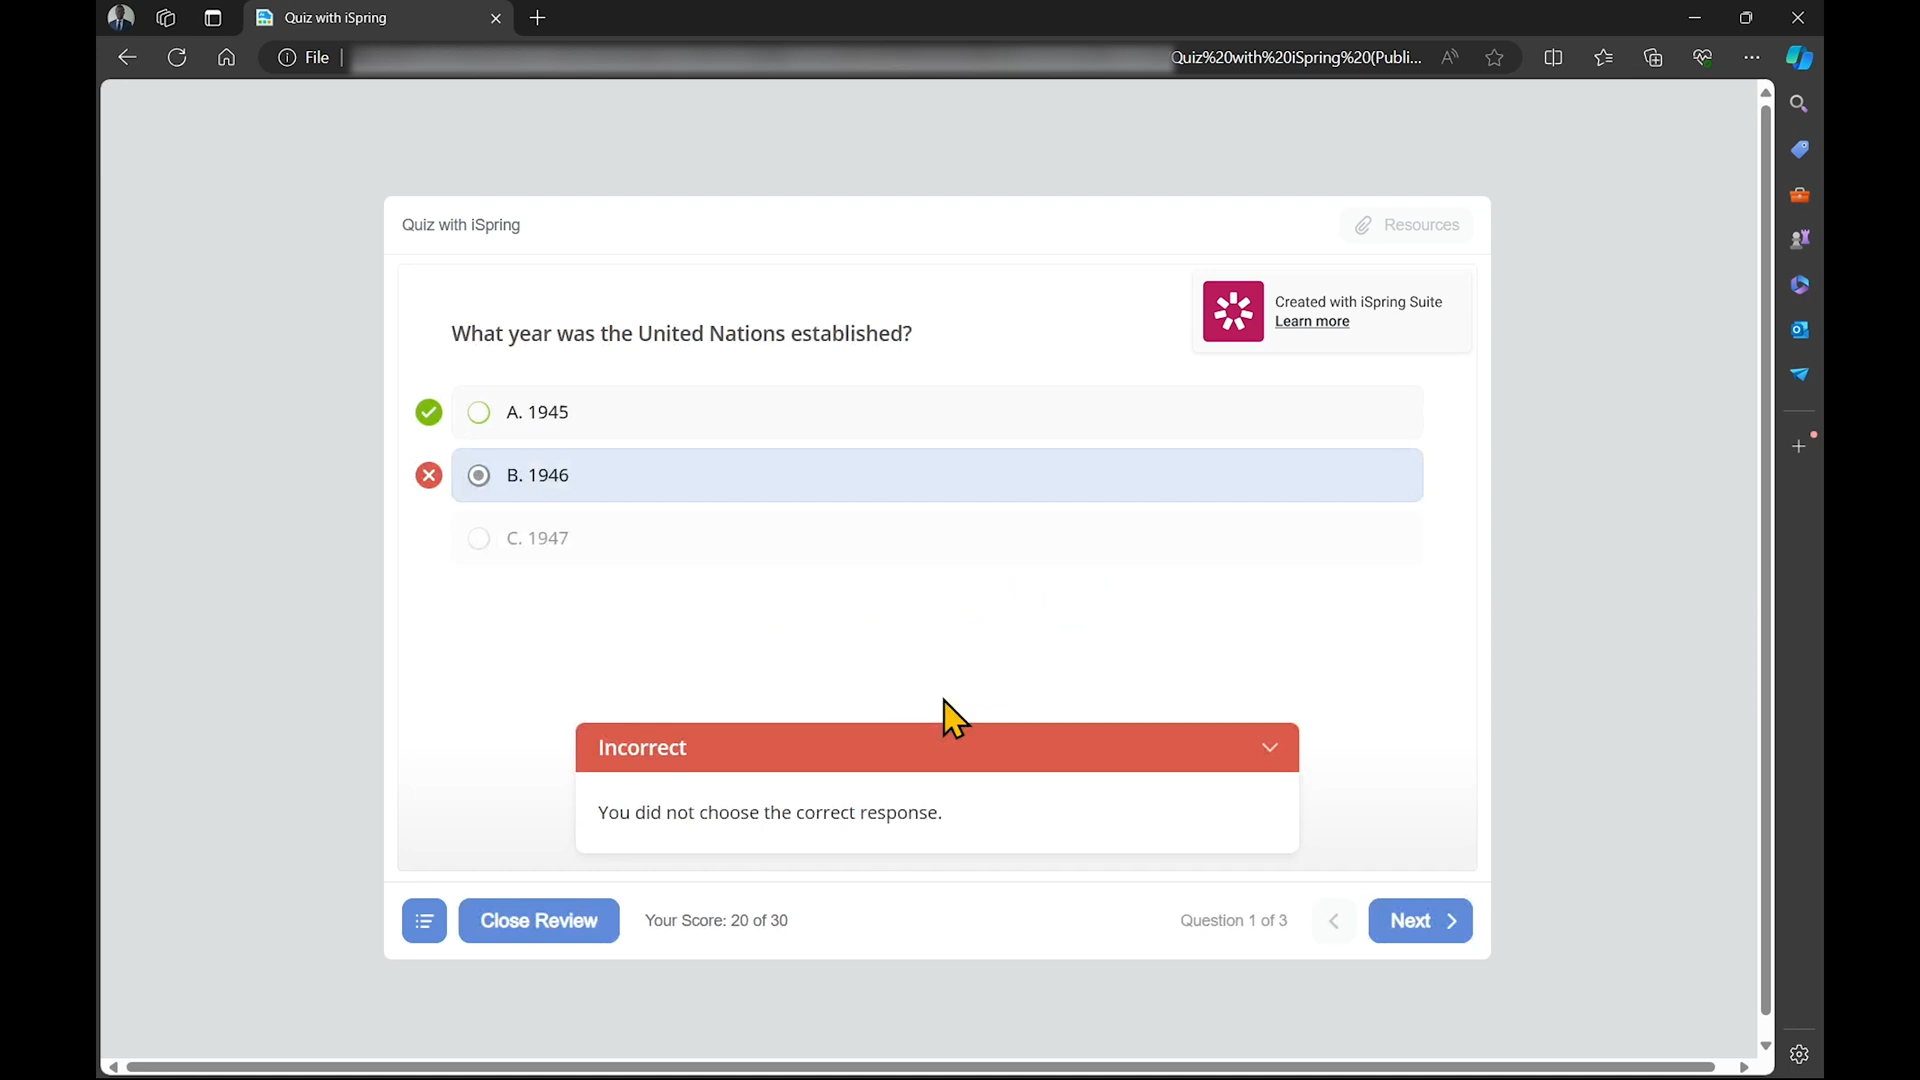 Quiz with iSpring
File
Quiz%20with%20iSpring%20(Publi...
Quiz with iSpring
Resources
Created with iSpring Suite
Learn more
What year was the United Nations established?
A. 1945
B. 1946
C. 1947
Incorrect
You did not choose the correct response.
Close Review
Your Score: 20 of 30
Question 1 of 3
Next